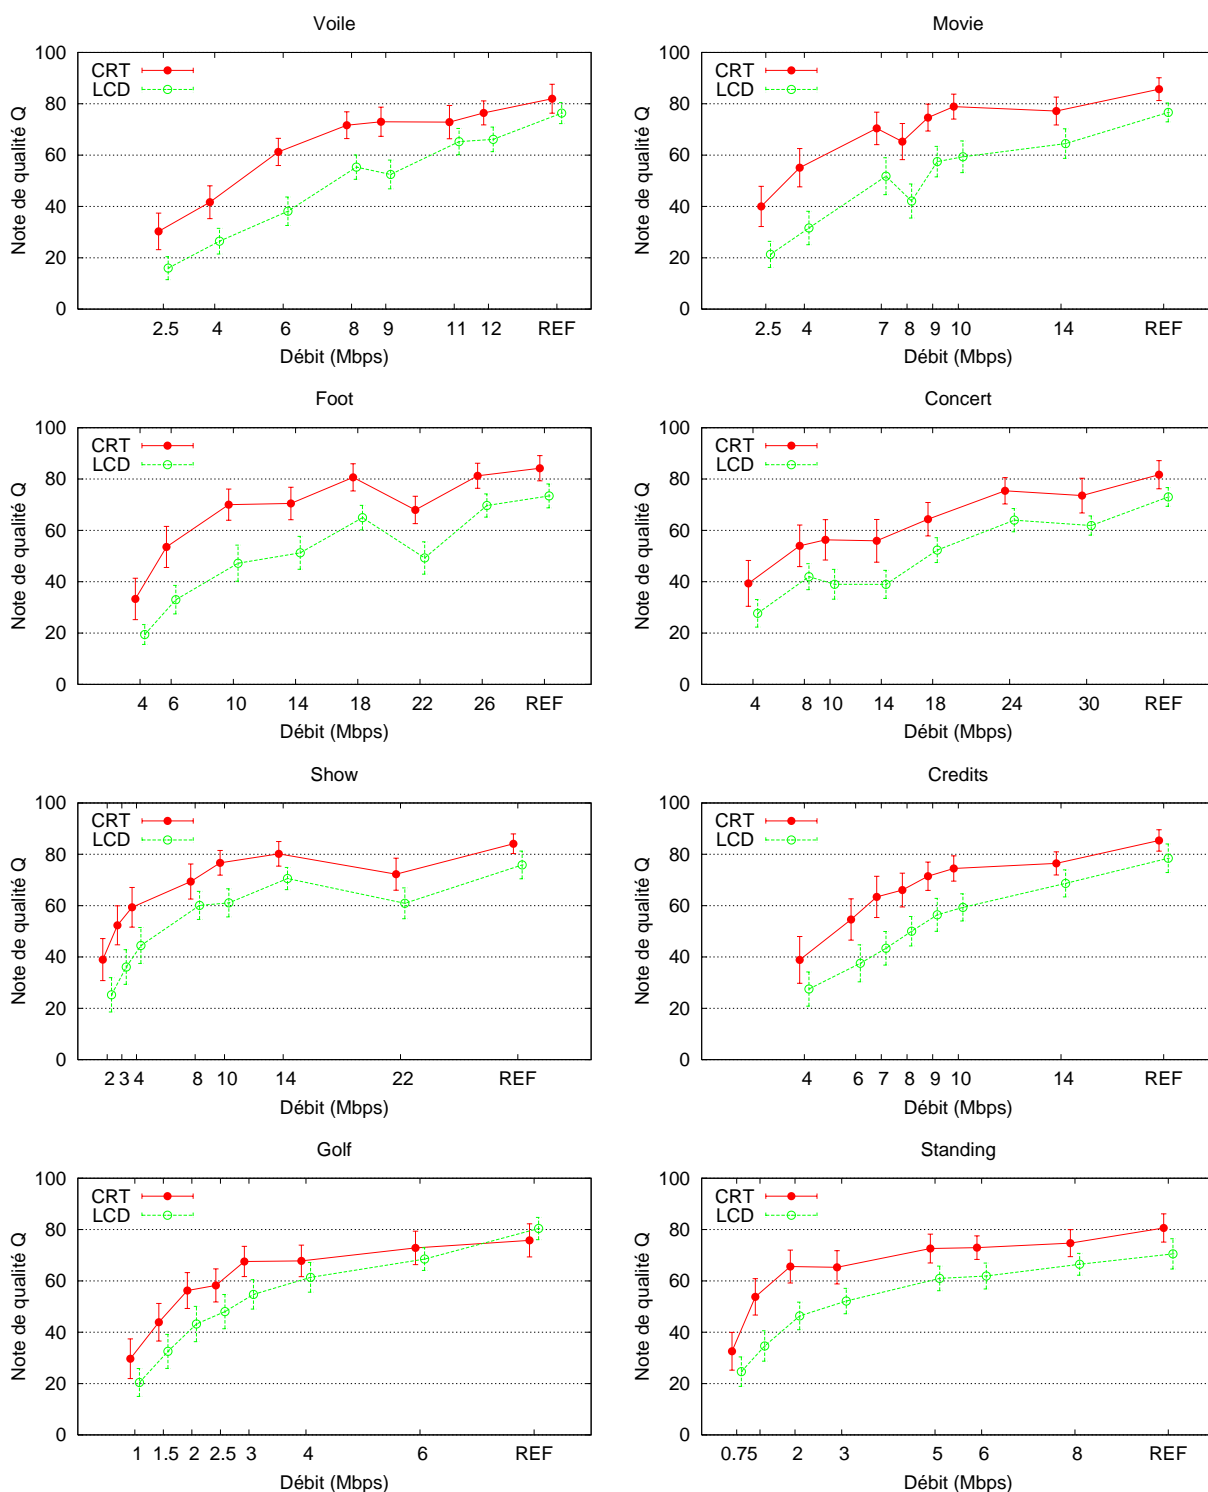 Voile
Note de qualité Q
100
80
60
40
20
0
CRT
LCD
2.5 4 6 8 9 11 12 REF
Débit (Mbps)
Movie
Note de qualité Q
100
80
60
40
20
0
CRT
LCD
2.5 4 7 8 9 10 14 REF
Débit (Mbps)
Foot
Note de qualité Q
100
80
60
40
20
0
CRT
LCD
4 6 10 14 18 22 26 REF
Débit (Mbps)
Concert
Note de qualité Q
100
80
60
40
20
0
CRT
LCD
4 8 10 14 18 24 30 REF
Débit (Mbps)
Show
Note de qualité Q
100
80
60
40
20
0
CRT
LCD
2 3 4 8 10 14 22 REF
Débit (Mbps)
Credits
Note de qualité Q
100
80
60
40
20
0
CRT
LCD
4 6 7 8 9 10 14 REF
Débit (Mbps)
Golf
Note de qualité Q
100
80
60
40
20
0
CRT
LCD
1 1.5 2 2.5 3 4 6 REF
Débit (Mbps)
Standing
Note de qualité Q
100
80
60
40
20
0
CRT
LCD
0.75 2 3 5 6 8 REF
Débit (Mbps)